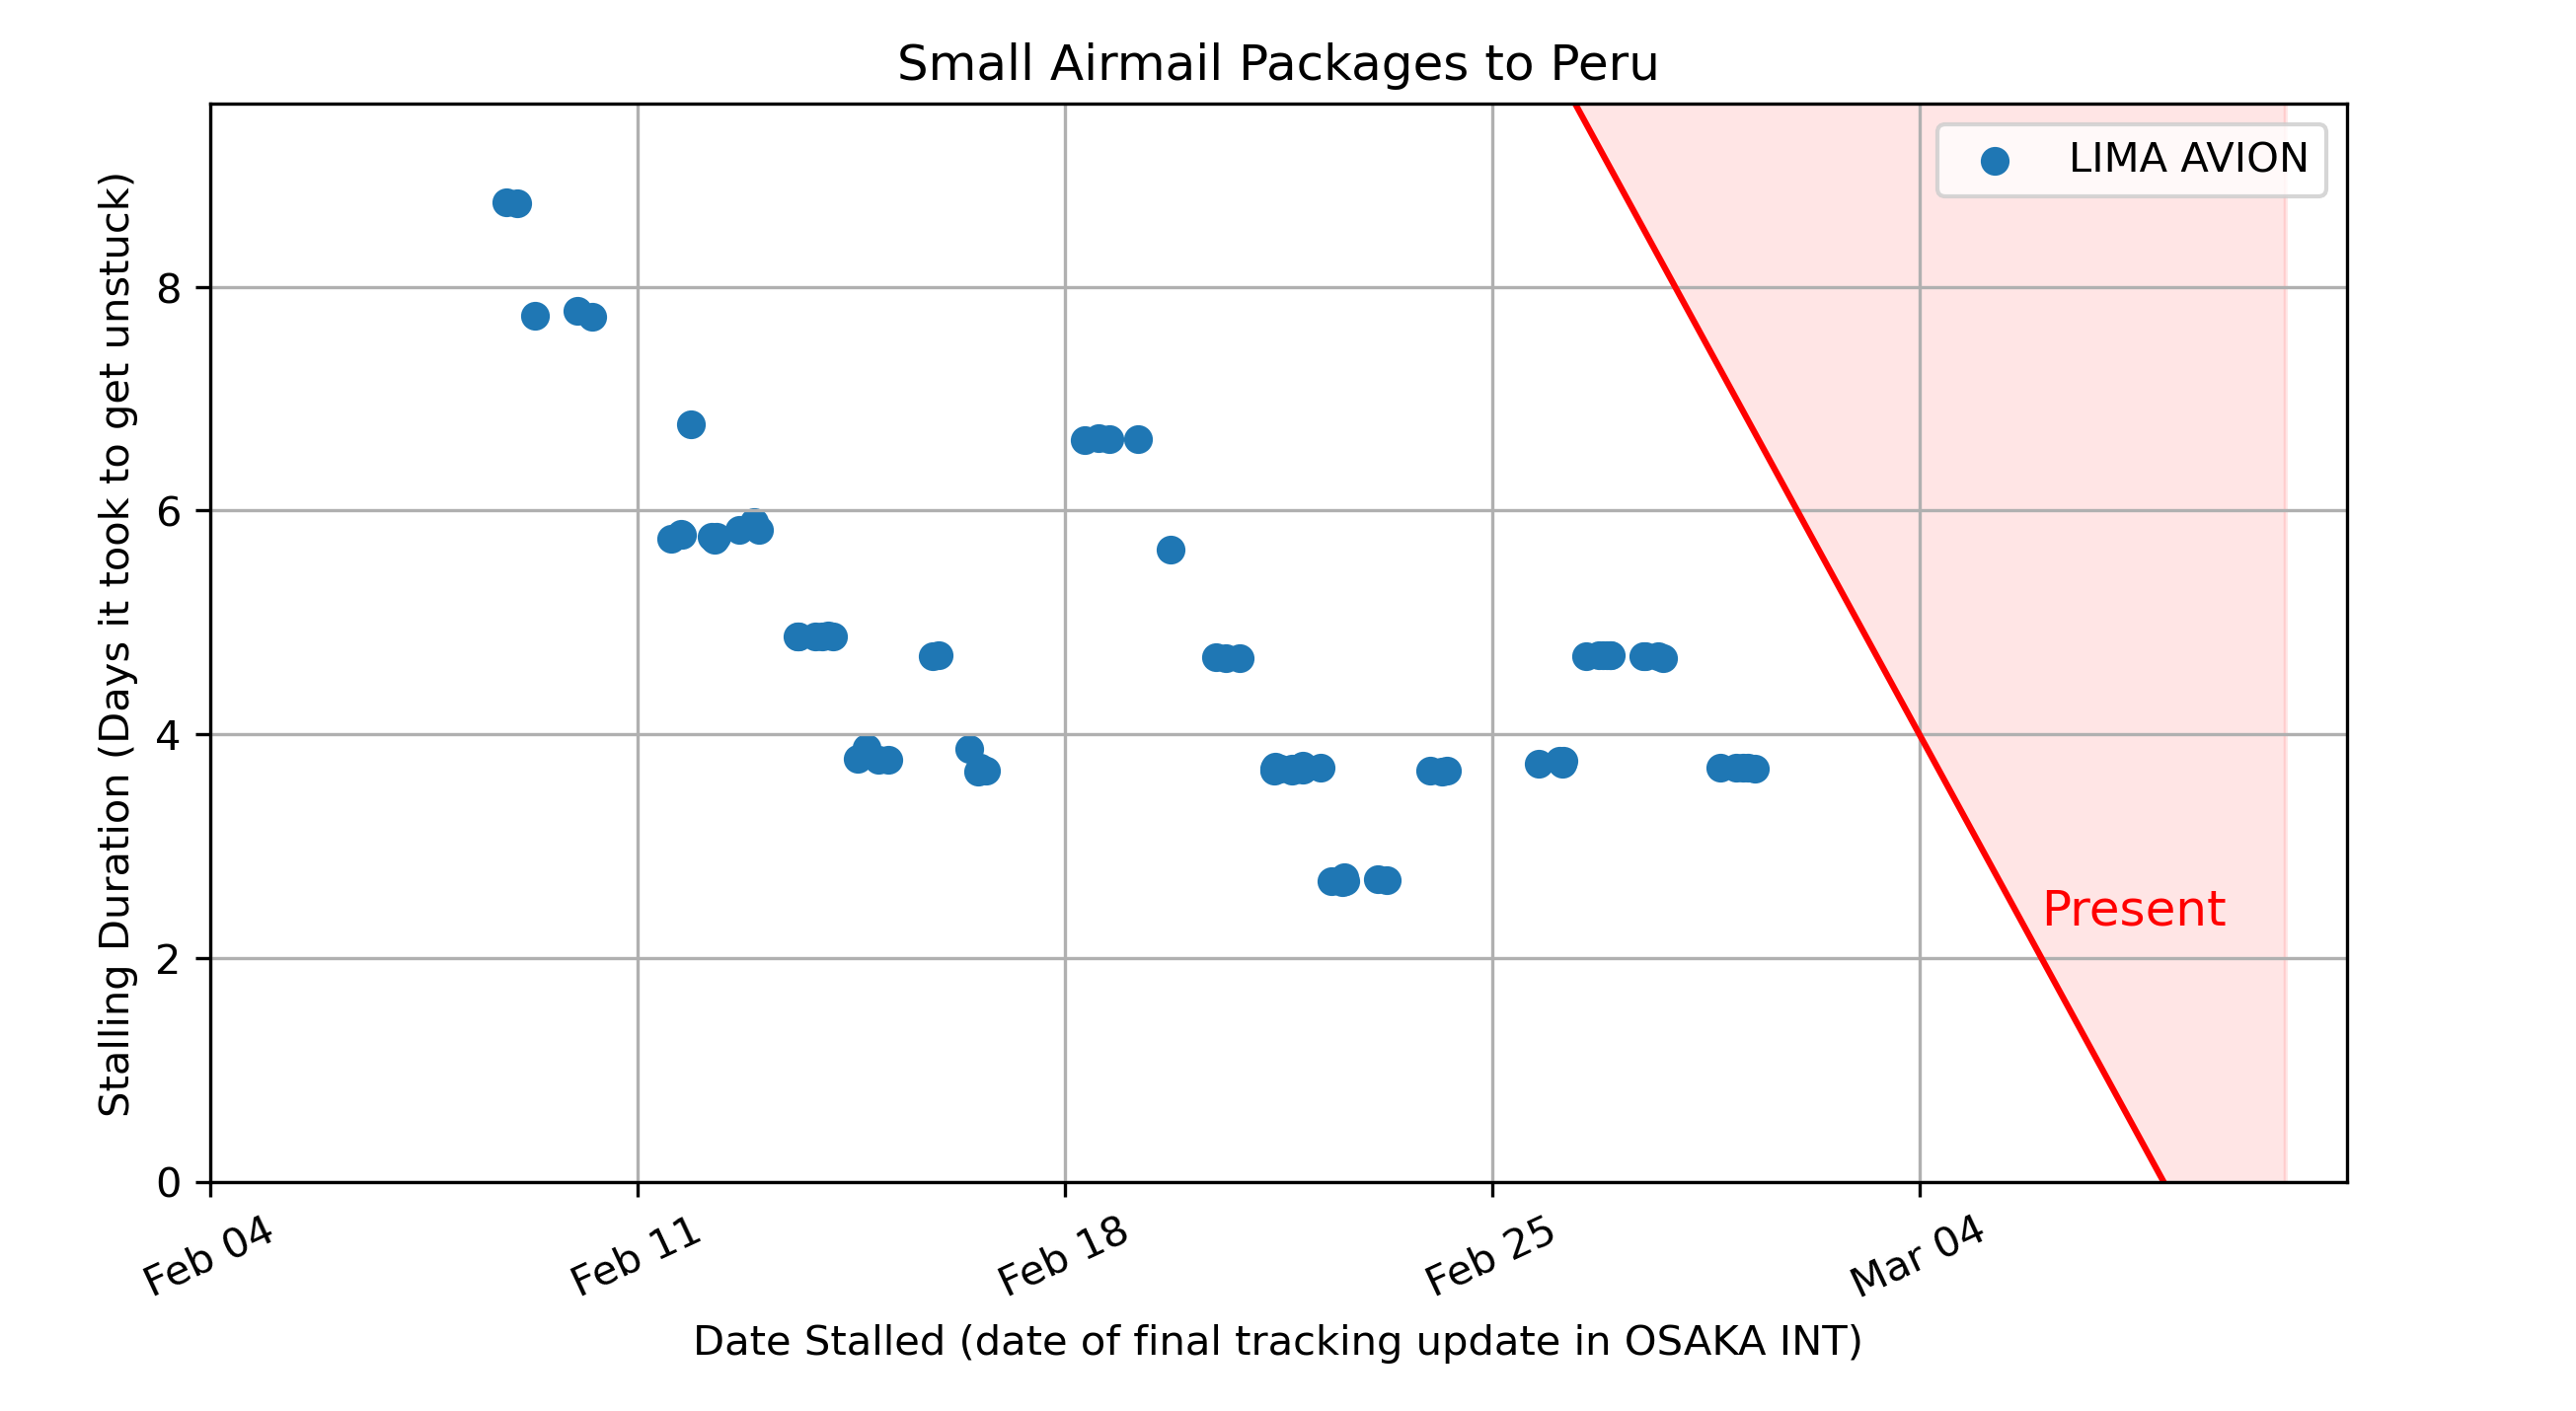 Small Airmail Packages to Peru
LIMA AVION
Stalling Duration (Days it took to get unstuck)
8
6
4
2
0
Present
Feb 04
Feb 11
Feb 18
Feb 25
Mar 04
Date Stalled (date of final tracking update in OSAKA INT)